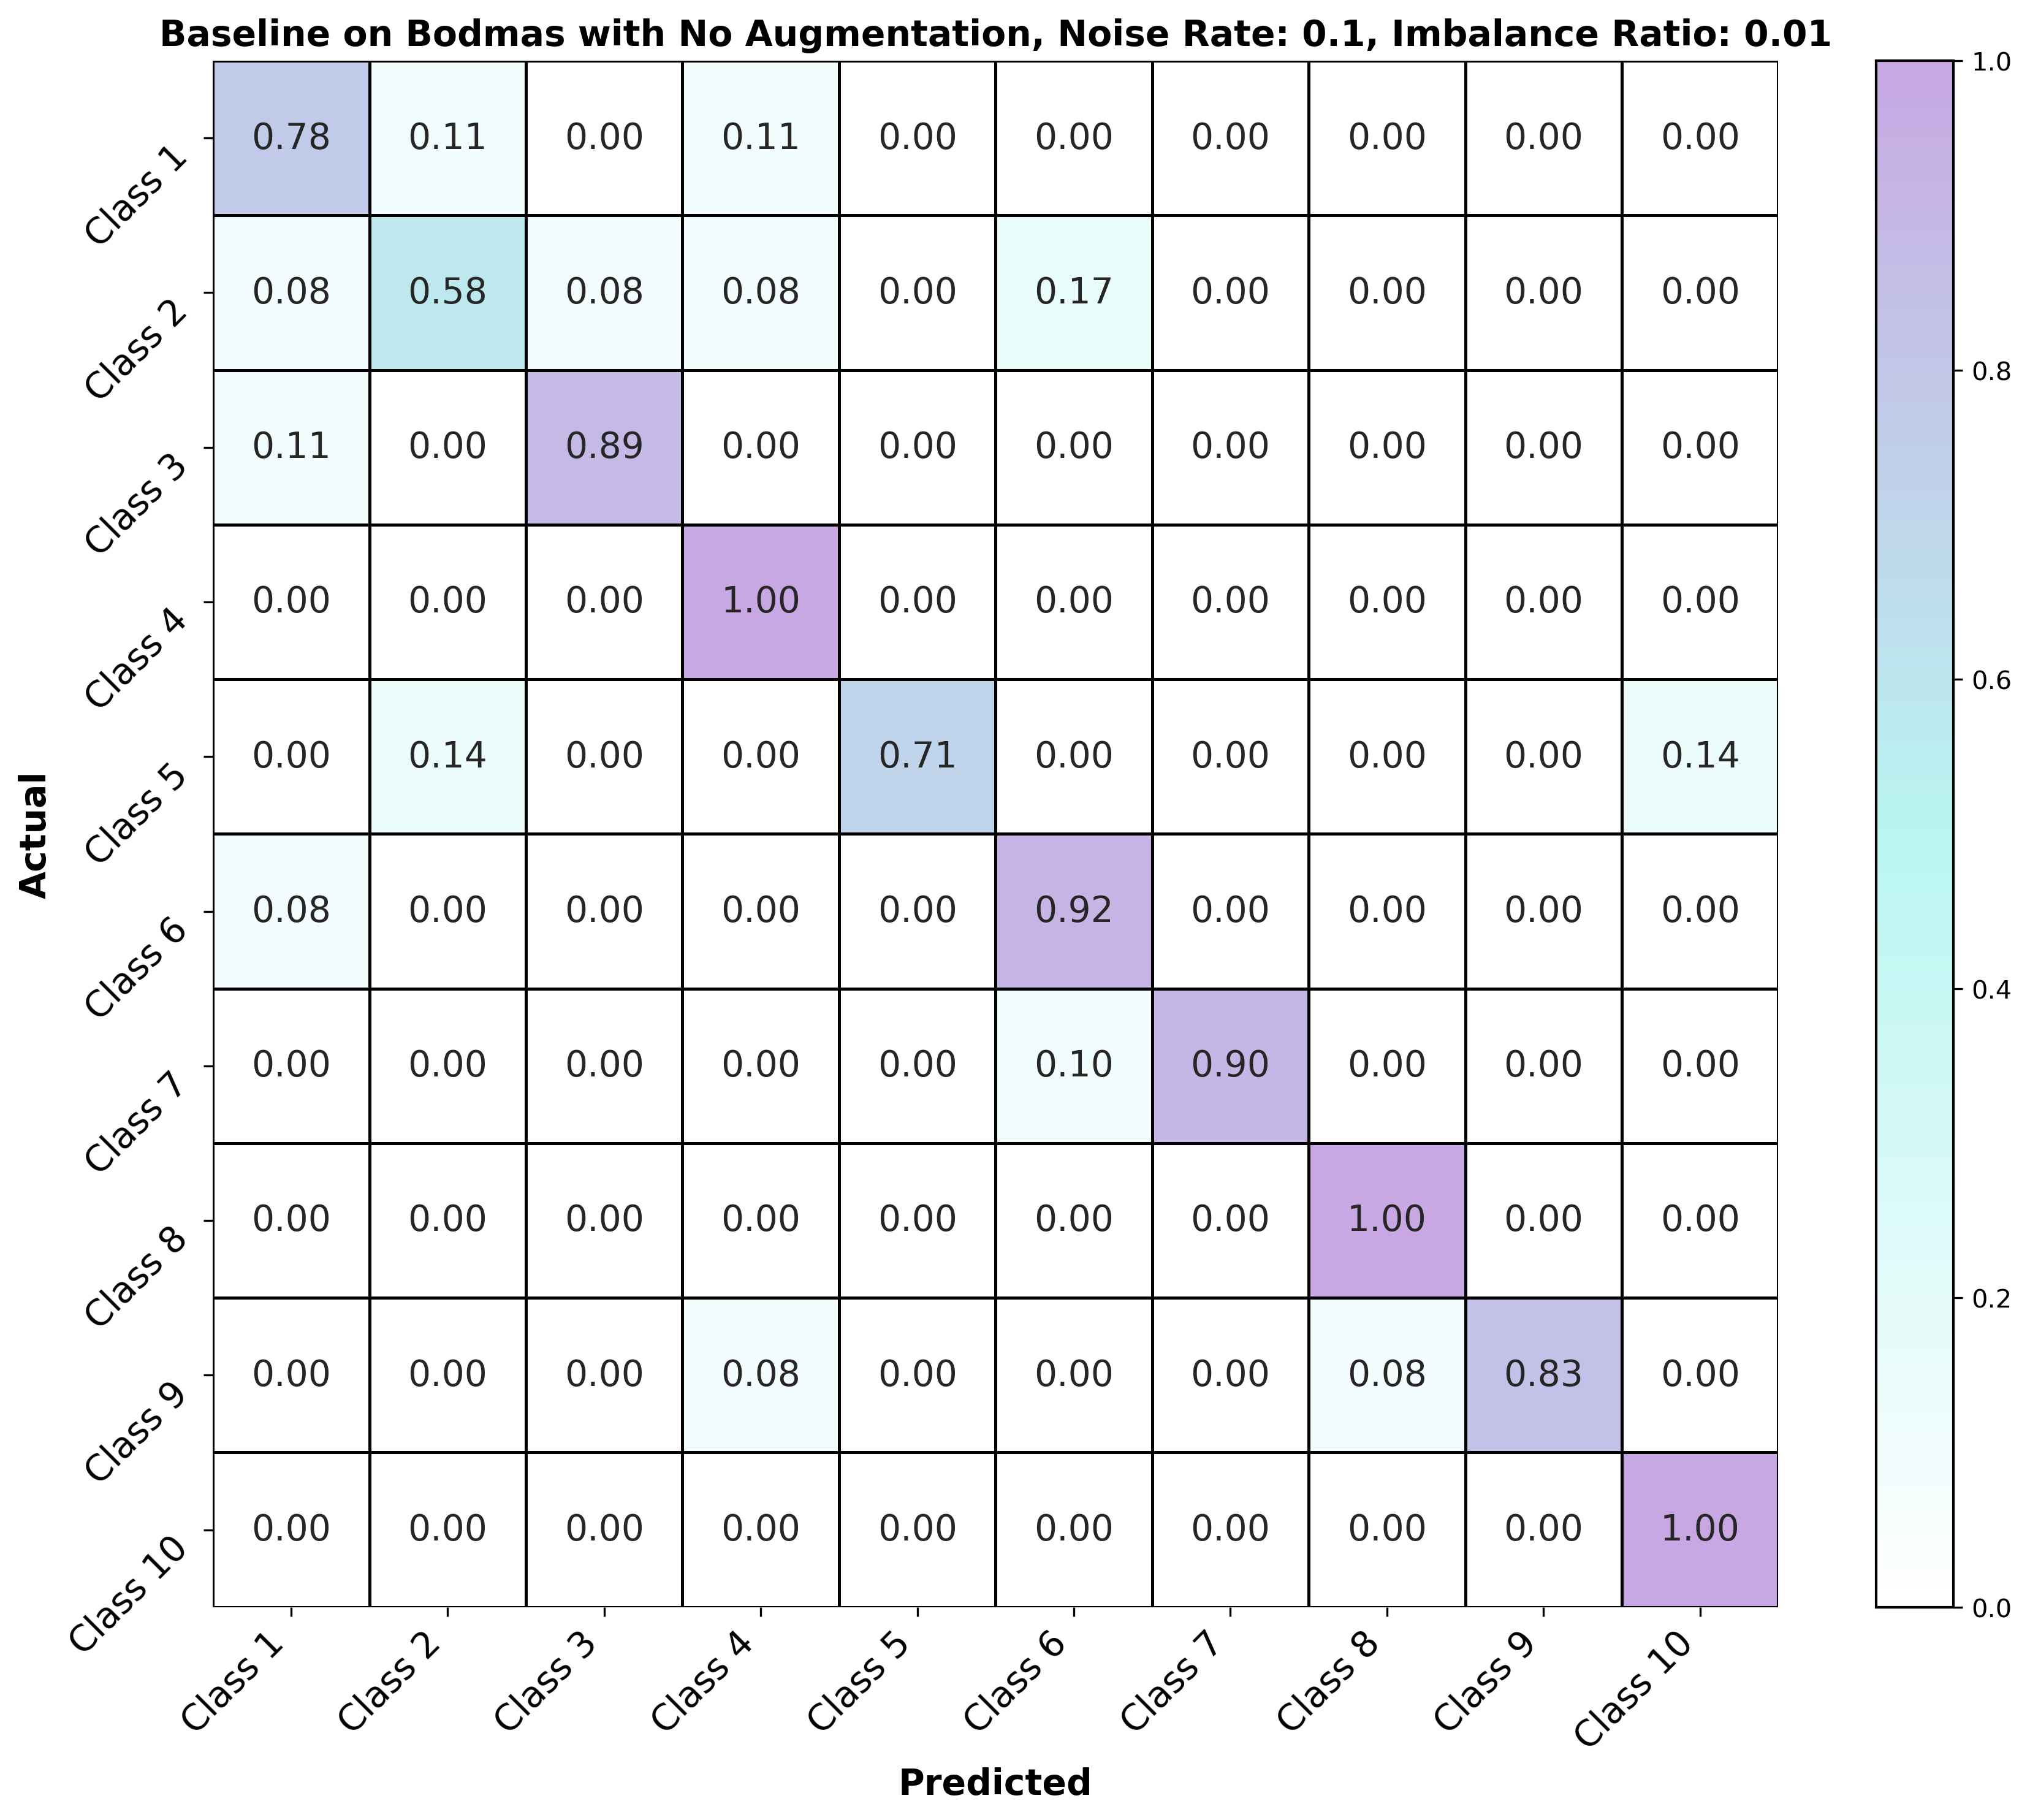 Baseline on Bodmas with No Augmentation, Noise Rate: 0.1, Imbalance Ratio: 0.01
Actual
Class 1 0.78 0.11 0.00 0.11 0.00 0.00 0.00 0.00 0.00 0.00
Class 2 0.08 0.58 0.08 0.08 0.00 0.17 0.00 0.00 0.00 0.00
Class 3 0.11 0.00 0.89 0.00 0.00 0.00 0.00 0.00 0.00 0.00
Class 4 0.00 0.00 0.00 1.00 0.00 0.00 0.00 0.00 0.00 0.00
Class 5 0.00 0.14 0.00 0.00 0.71 0.00 0.00 0.00 0.00 0.14
Class 6 0.08 0.00 0.00 0.00 0.00 0.92 0.00 0.00 0.00 0.00
Class 7 0.00 0.00 0.00 0.00 0.00 0.10 0.90 0.00 0.00 0.00
Class 8 0.00 0.00 0.00 0.00 0.00 0.00 0.00 1.00 0.00 0.00
Class 9 0.00 0.00 0.00 0.08 0.00 0.00 0.00 0.08 0.83 0.00
Class 10 0.00 0.00 0.00 0.00 0.00 0.00 0.00 0.00 0.00 1.00
Class 1 Class 2 Class 3 Class 4 Class 5 Class 6 Class 7 Class 8 Class 9 Class 10
Predicted
1.0
0.8
0.6
0.4
0.2
0.0